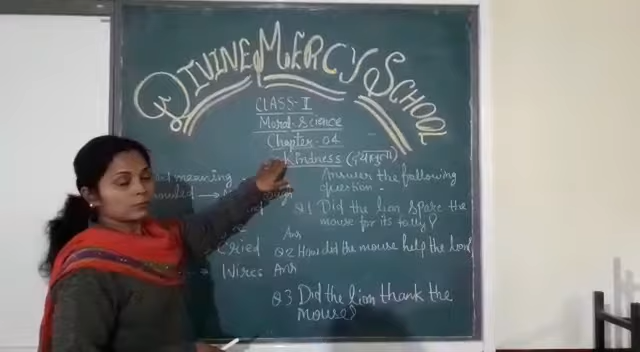 DIVINE MERCY SCHOOL
CLASS-I
Moral Science
Chapter-04
Kindness (दयालुता)
meaning
Answer the following
question -
Q1 Did the lion spare the
mouse for its folly?
Ans
Cried
Q2 How did the mouse help the lion
→ Wires
Ans
Q3 Did the lion thank the
mouse?